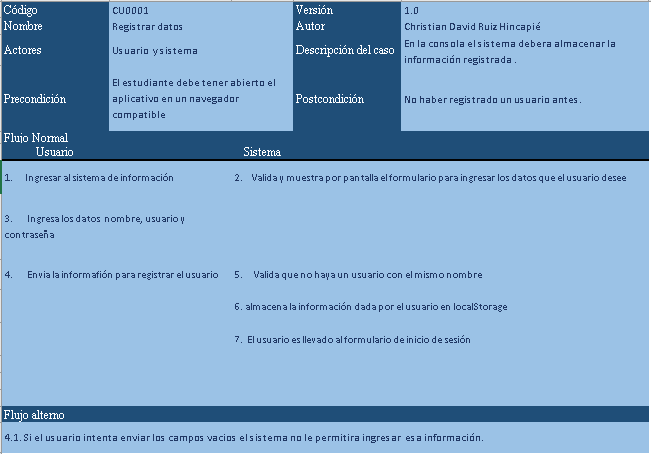 Código CU0001 Versión 1.0
Nombre Registrar datos Autor Christian David Ruiz Hincapié
Actores Usuario y sistema Descripción del caso En la consola el sistema debera almacenar la
información registrada .
Precondición El estudiante debe tener abierto el
aplicativo en un navegador
compatible
Postcondición No haber registrado un usuario antes.
Flujo Normal
Usuario Sistema
1. Ingresar al sistema de información 2. Valida y muestra por pantalla el formulario para ingresar los datos que el usuario desee
3. Ingresa los datos nombre, usuario y
contraseña
4. Envia la informafión para registrar el usuario 5. Valida que no haya un usuario con el mismo nombre
6. almacena la información dada por el usuario en localStorage
7. El usuario es llevado al formulario de inicio de sesión
Flujo alterno
4.1. Si el usuario intenta enviar los campos vacios el sistema no le permitira ingresar esa información.